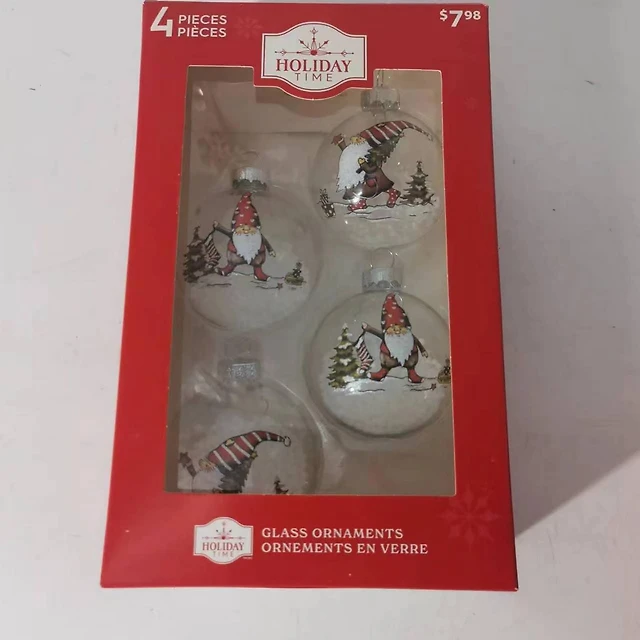 4 PIECES
PIÈCES
$7.98
HOLIDAY
TIME
HOLIDAY
TIME
GLASS ORNAMENTS
ORNEMENTS EN VERRE